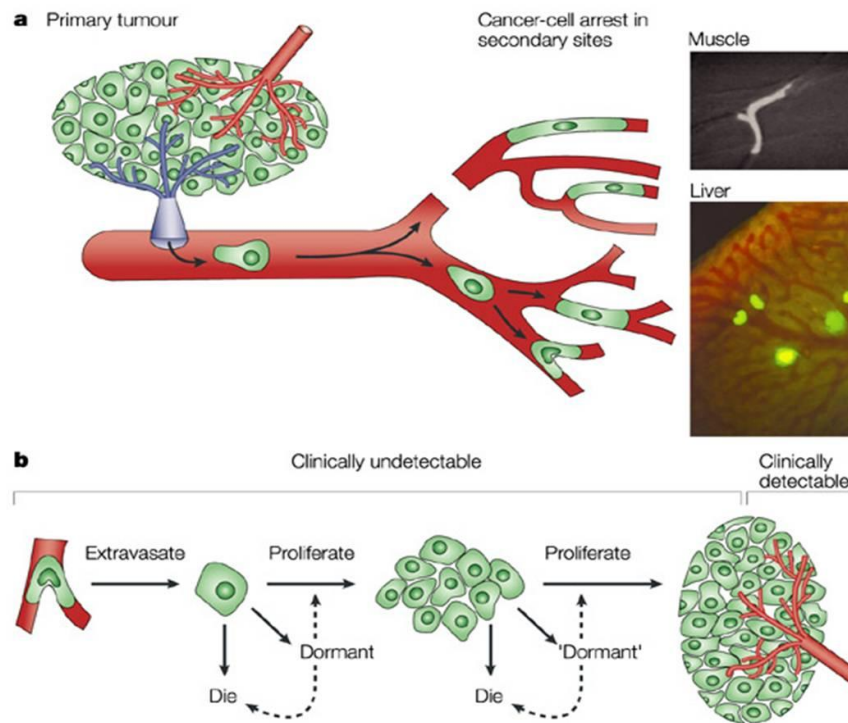 a Primary tumour
Cancer-cell arrest in
secondary sites
Muscle
Liver
b Clinically undetectable
Clinically
detectable
Extravasate
Proliferate
Proliferate
Dormant
'Dormant'
Die
Die